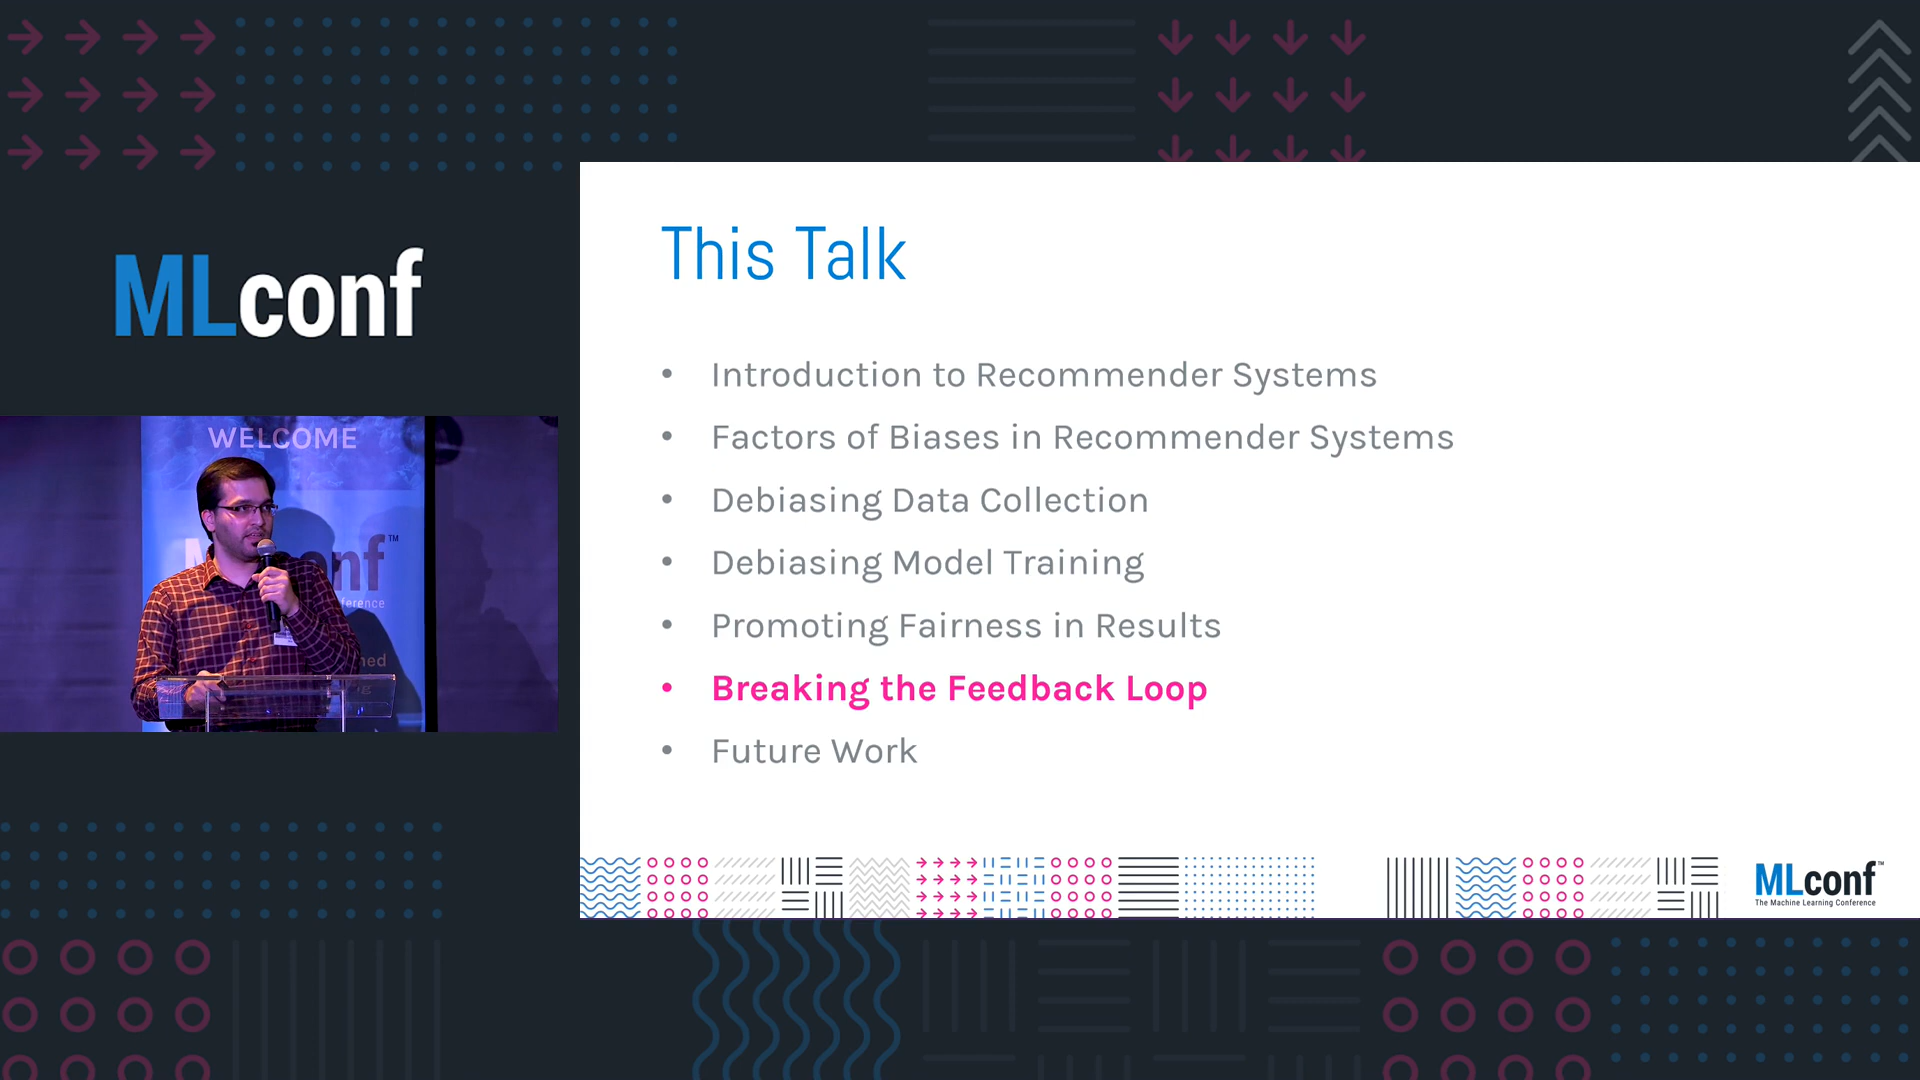 MLconf
WELCOME
This Talk
• Introduction to Recommender Systems
• Factors of Biases in Recommender Systems
• Debiasing Data Collection
• Debiasing Model Training
• Promoting Fairness in Results
• Breaking the Feedback Loop
• Future Work
MLconf™
The Machine Learning Conference